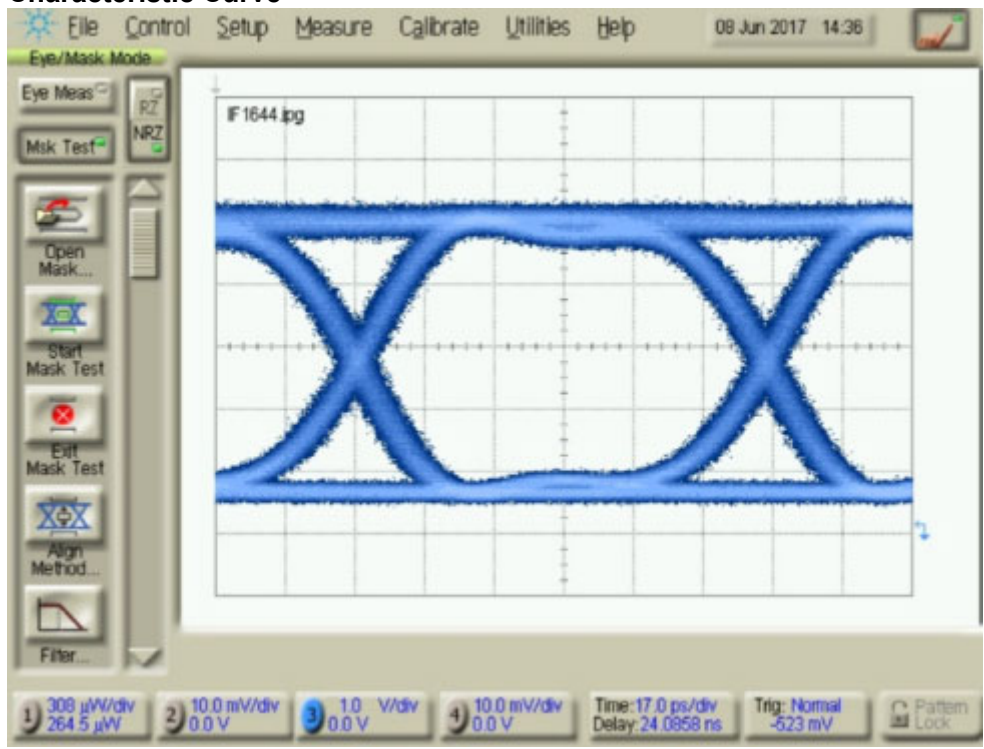 Characteristic Curve
File Control Setup Measure Calibrate Utilities Help 08 Jun 2017 14:36
Eye/Mask Mode
Eye Meas
RZ
NRZ
Msk Test
IF1644.jpg
Open
Mask...
Start
Mask Test
Exit
Mask Test
Align
Method...
Filter...
1) 308 µW/div
264.5 µW
2) 10.0 mV/div
0.0 V
3) 1.0 V/div
0.0 V
4) 10.0 mV/div
0.0 V
Time:17.0 ps/div
Delay:24.0858 ns
Trig: Normal
-523 mV
Pattern
Lock